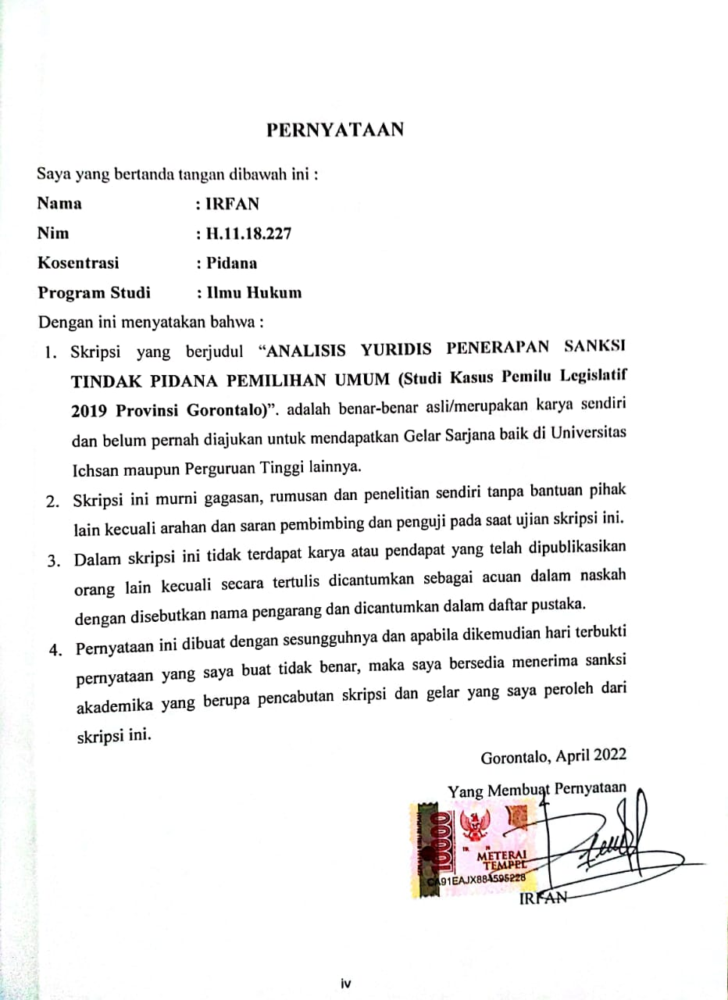 PERNYATAAN
Saya yang bertanda tangan dibawah ini :
Nama : IRFAN
Nim : H.11.18.227
Kosentrasi : Pidana
Program Studi : Ilmu Hukum
Dengan ini menyatakan bahwa :
1. Skripsi yang berjudul “ANALISIS YURIDIS PENERAPAN SANKSI
TINDAK PIDANA PEMILIHAN UMUM (Studi Kasus Pemilu Legislatif
2019 Provinsi Gorontalo)”. adalah benar-benar asli/merupakan karya sendiri
dan belum pernah diajukan untuk mendapatkan Gelar Sarjana baik di Universitas
Ichsan maupun Perguruan Tinggi lainnya.
2. Skripsi ini murni gagasan, rumusan dan penelitian sendiri tanpa bantuan pihak
lain kecuali arahan dan saran pembimbing dan penguji pada saat ujian skripsi ini.
3. Dalam skripsi ini tidak terdapat karya atau pendapat yang telah dipublikasikan
orang lain kecuali secara tertulis dicantumkan sebagai acuan dalam naskah
dengan disebutkan nama pengarang dan dicantumkan dalam daftar pustaka.
4. Pernyataan ini dibuat dengan sesungguhnya dan apabila dikemudian hari terbukti
pernyataan yang saya buat tidak benar, maka saya bersedia menerima sanksi
akademika yang berupa pencabutan skripsi dan gelar yang saya peroleh dari
skripsi ini.
Gorontalo, April 2022
Yang Membuat Pernyataan
10000
METERAI
TEMPEL
IRFAN
iv